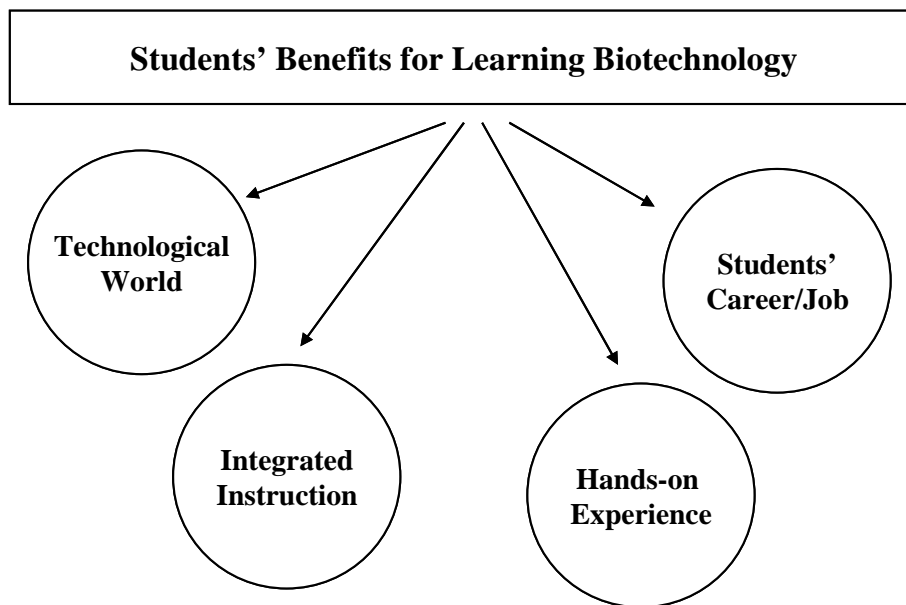 Students’ Benefits for Learning Biotechnology
Technological
World
Students’
Career/Job
Integrated
Instruction
Hands-on
Experience